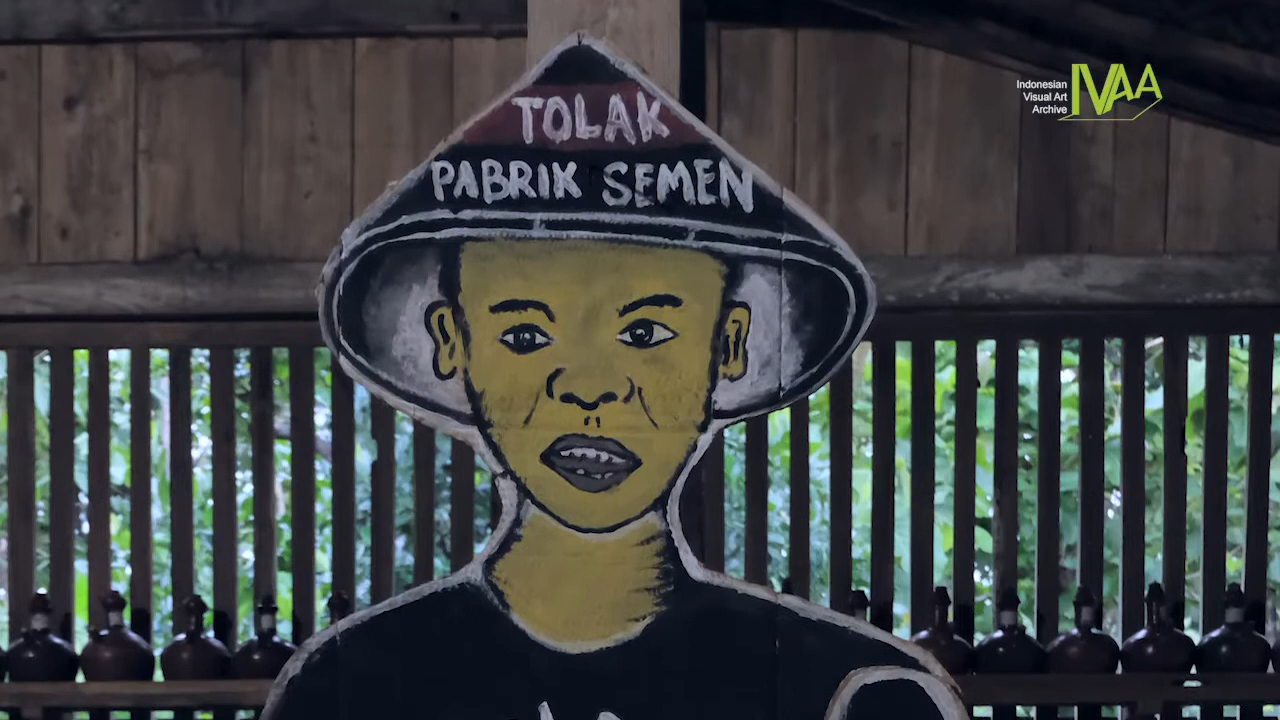 TOLAK
PABRIK SEMEN
Indonesian
Visual Art
Archive
IVAA